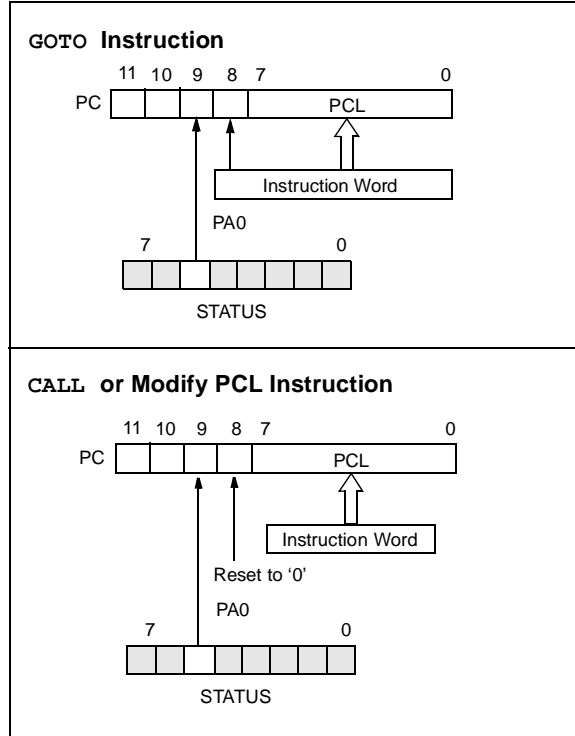 GOTO Instruction
11 10 9 8 7 0
PC PCL
Instruction Word
PA0
7 0
STATUS
CALL or Modify PCL Instruction
11 10 9 8 7 0
PC PCL
Instruction Word
Reset to ‘0’
PA0
7 0
STATUS